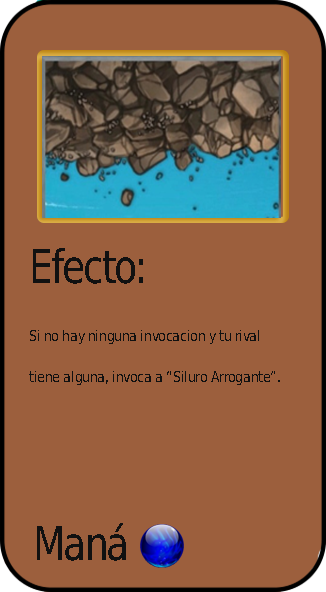 Efecto:
Si no hay ninguna invocacion y tu rival
tiene alguna, invoca a “Siluro Arrogante”.
Maná